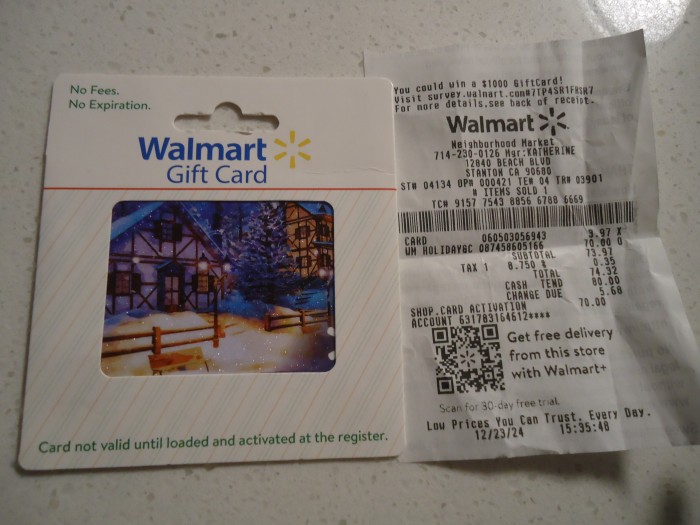 No Fees.
No Expiration.
Walmart
Gift Card
Card not valid until loaded and activated at the register.
You could win a $1000 GiftCard!
Visit survey.walmart.com#7TP4SR1FR1R7
For more details,see back of receipt.
Walmart
Neighborhood Market
714-230-0126 Mgr:KATHERINE
12840 BEACH BLVD
STANTON CA 90680
ST# 04134 OP# 000421 TE# 04 TR# 03901
# ITEMS SOLD 1
TC# 9157 7543 8856 6788 6669
CARD 060503056943 3.97 X
WM HOLIDAYGC 087458605166 70.00 O
SUBTOTAL 73.97
TAX 1 8.750 % 0.35
TOTAL 74.32
CASH TEND 80.00
CHANGE DUE 5.68
SHOP.CARD ACTIVATION 70.00
ACCOUNT 631783164612****
Get free delivery
from this store
with Walmart+
Scan for 30-day free trial.
Low Prices You Can Trust. Every Day.
12/23/24 15:35:48